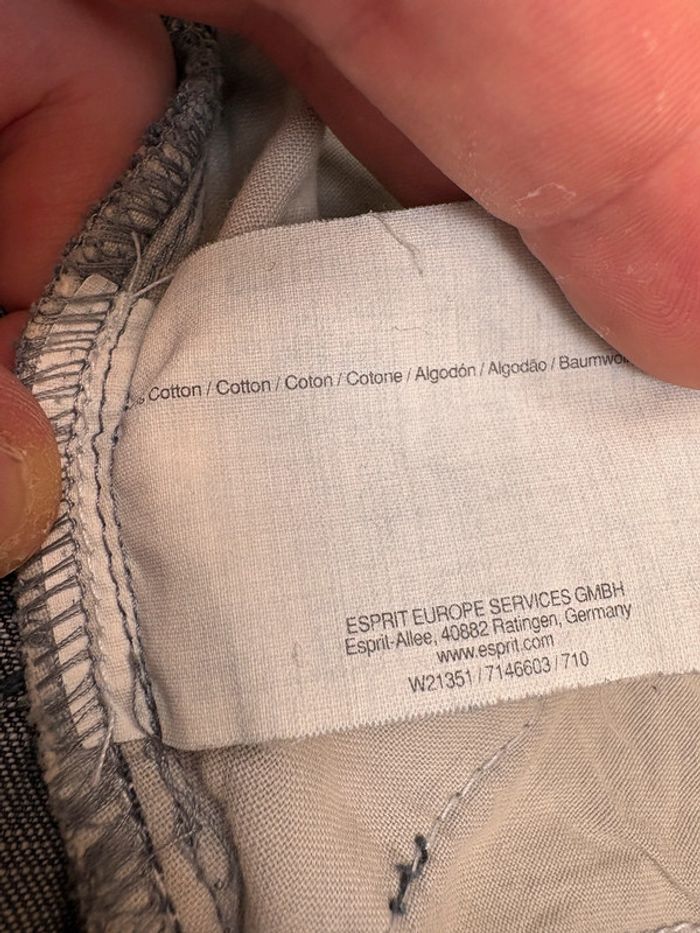 Cotton / Cotton / Coton / Cotone / Algodón / Algodão /
ESPRIT EUROPE SERVICES GMBH
Esprit-Allee, 40882 Ratingen, Germany
www.esprit.com
W21351 / 7146603 / 710